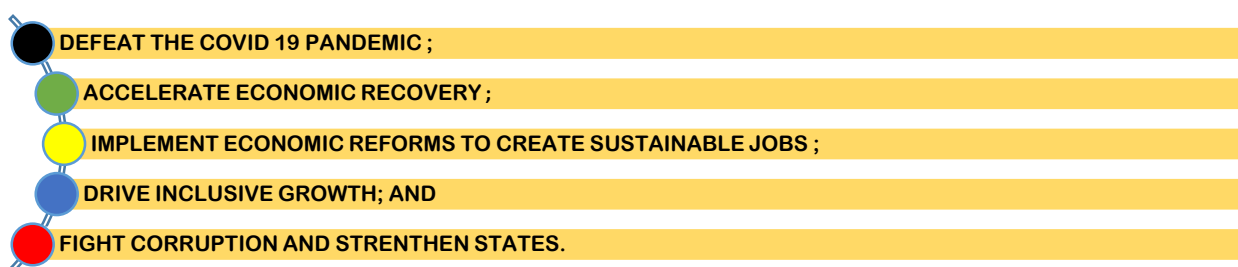 DEFEAT THE COVID 19 PANDEMIC ;
ACCELERATE ECONOMIC RECOVERY ;
IMPLEMENT ECONOMIC REFORMS TO CREATE SUSTAINABLE JOBS ;
DRIVE INCLUSIVE GROWTH; AND
FIGHT CORRUPTION AND STRENTHEN STATES.